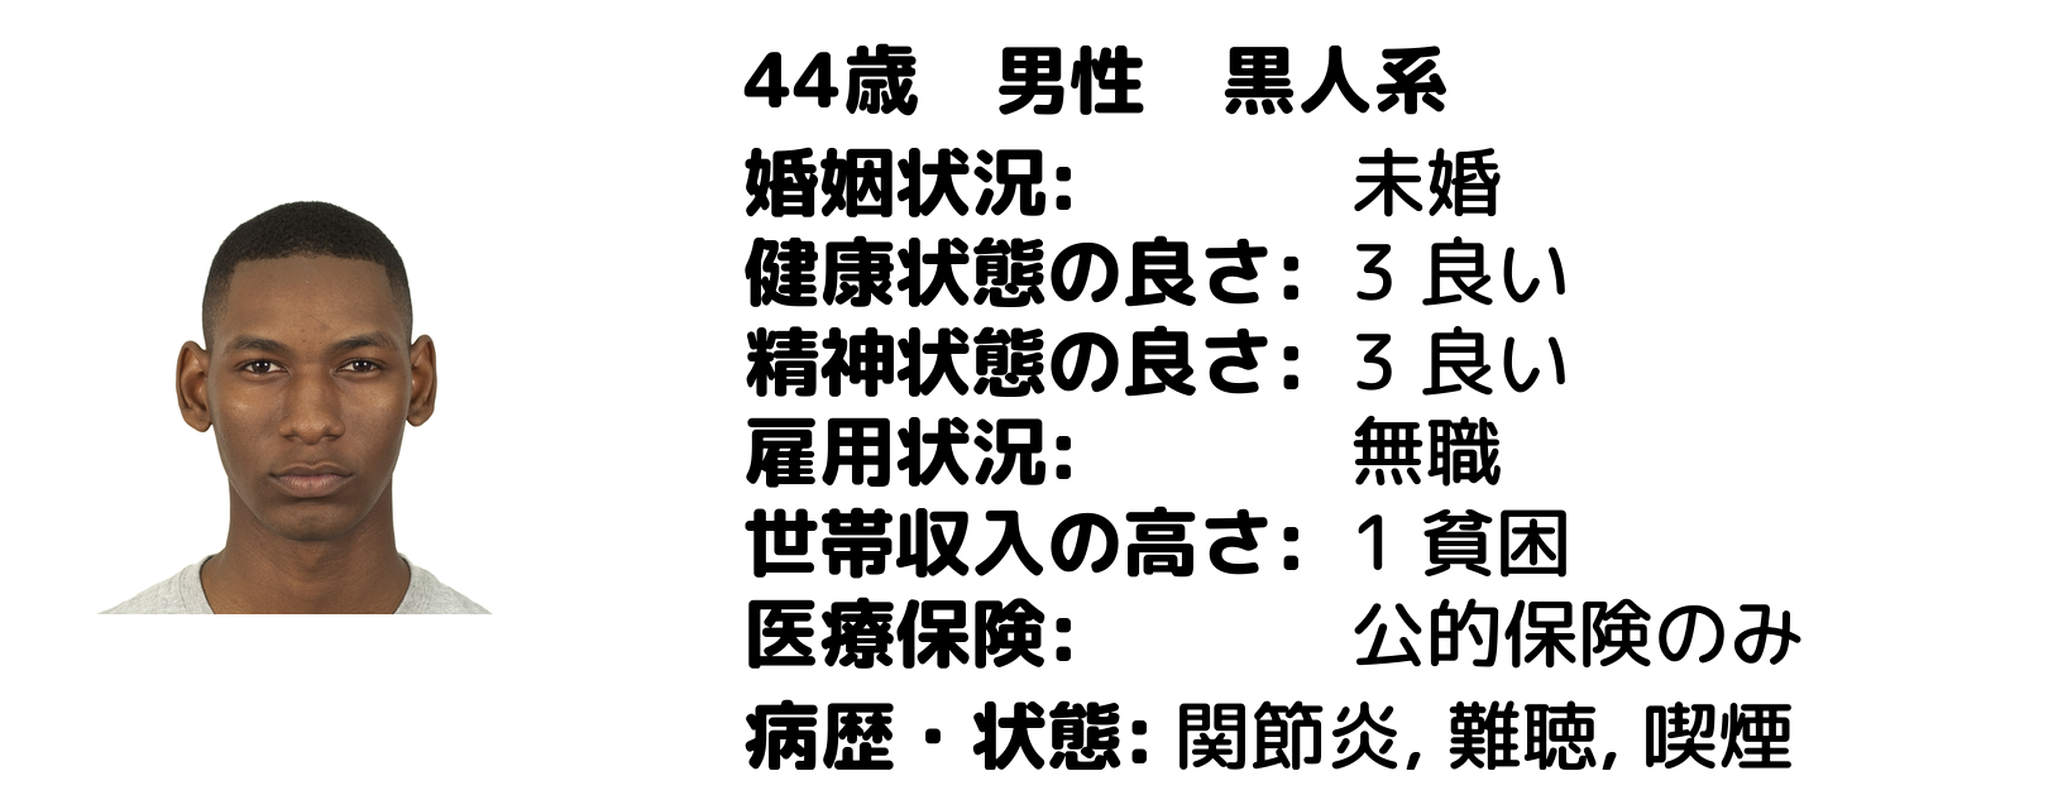 44歳　男性　黒人系
婚姻状況: 未婚
健康状態の良さ: 3 良い
精神状態の良さ: 3 良い
雇用状況: 無職
世帯収入の高さ: 1 貧困
医療保険: 公的保険のみ
病歴・状態: 関節炎, 難聴, 喫煙